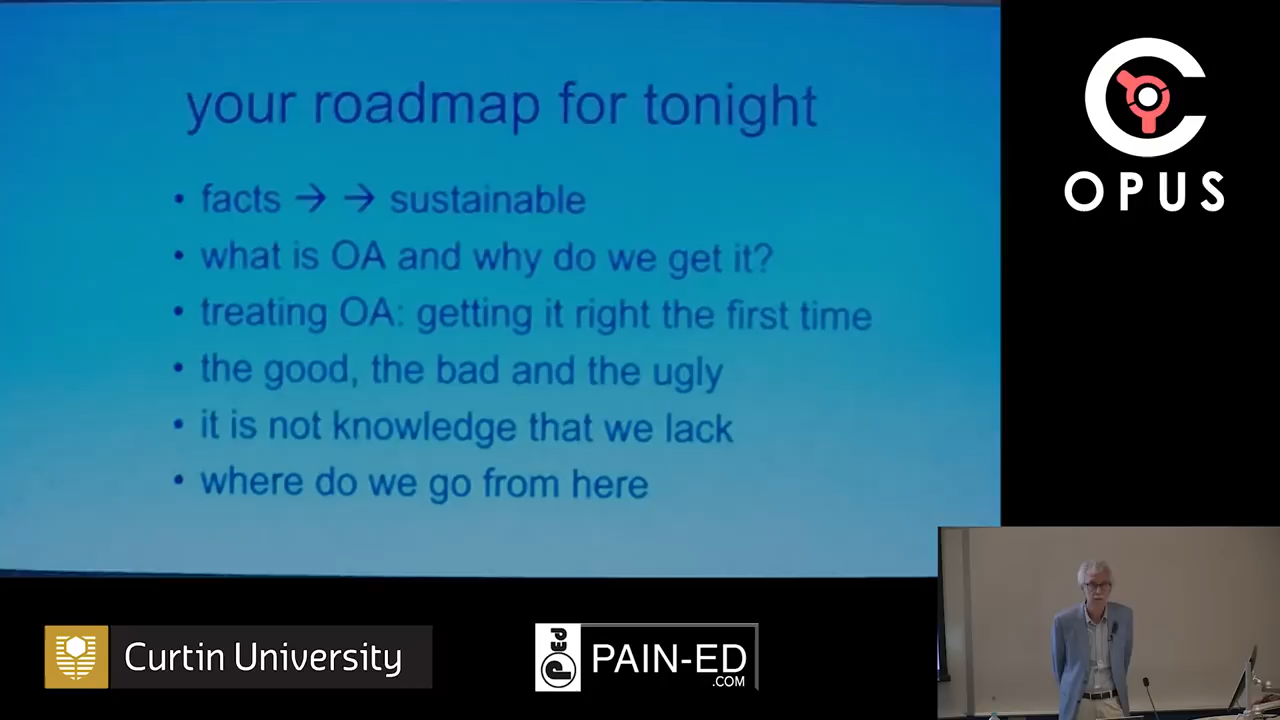 your roadmap for tonight
• facts → → sustainable
• what is OA and why do we get it?
• treating OA: getting it right the first time
• the good, the bad and the ugly
• it is not knowledge that we lack
• where do we go from here
OPUS
Curtin University
PED
PAIN-ED
.COM